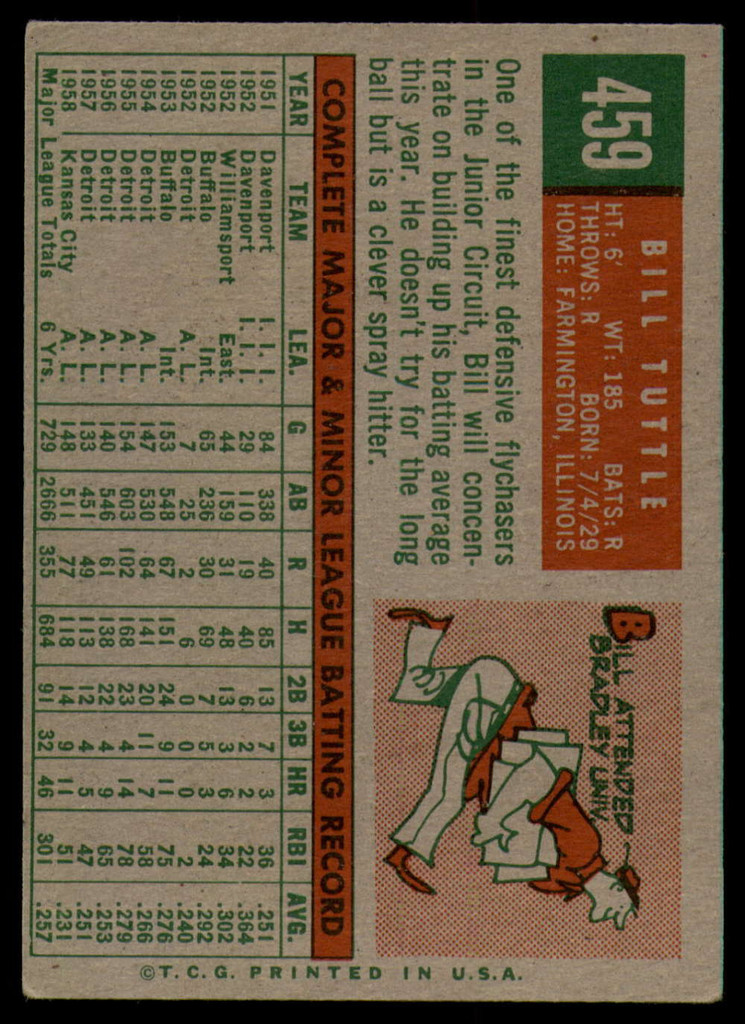 459
BILL TUTTLE
HT: 6' WT: 185 BATS: R
THROWS: R BORN: 7/4/29
HOME: FARMINGTON, ILLINOIS
One of the finest defensive flychasers
in the Junior Circuit, Bill will concen-
trate on building up his batting average
this year. He doesn't try for the long
ball but is a clever spray hitter.
BILL ATTENDED
BRADLEY UNIV.
COMPLETE MAJOR & MINOR LEAGUE BATTING RECORD
YEAR TEAM LEA G AB R H 2B 3B HR RBI AVG.
1951 Davenport I. I. I. 84 338 40 85 13 7 3 36 .251
1952 Davenport I. I. I. 29 110 19 40 6 2 2 22 .364
1952 Williamsport East. 44 159 31 48 13 3 6 34 .302
1952 Buffalo Int. 65 236 30 69 7 5 3 24 .292
1952 Detroit A. L. 7 25 2 6 0 0 0 2 .240
1953 Buffalo Int. 153 548 67 151 24 9 11 75 .276
1954 Detroit A. L. 147 530 64 141 20 11 7 58 .266
1955 Detroit A. L. 154 603 102 168 23 4 14 78 .279
1956 Detroit A. L. 140 546 61 138 22 4 9 65 .253
1957 Detroit A. L. 133 451 49 113 12 4 5 47 .251
1958 Kansas City A. L. 148 511 77 118 14 9 11 51 .231
Major League Totals 6 Yrs. 729 2666 355 684 91 32 46 301 .257
©T.C.G. PRINTED IN U.S.A.